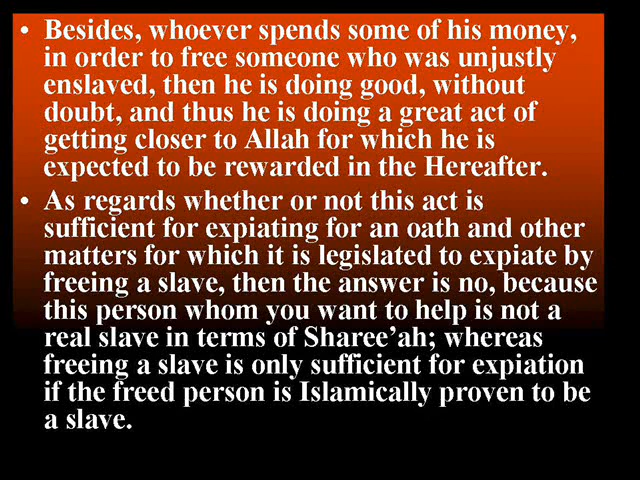 • Besides, whoever spends some of his money,
in order to free someone who was unjustly
enslaved, then he is doing good, without
doubt, and thus he is doing a great act of
getting closer to Allah for which he is
expected to be rewarded in the Hereafter.
• As regards whether or not this act is
sufficient for expiating for an oath and other
matters for which it is legislated to expiate by
freeing a slave, then the answer is no, because
this person whom you want to help is not a
real slave in terms of Sharee’ah; whereas
freeing a slave is only sufficient for expiation
if the freed person is Islamically proven to be
a slave.